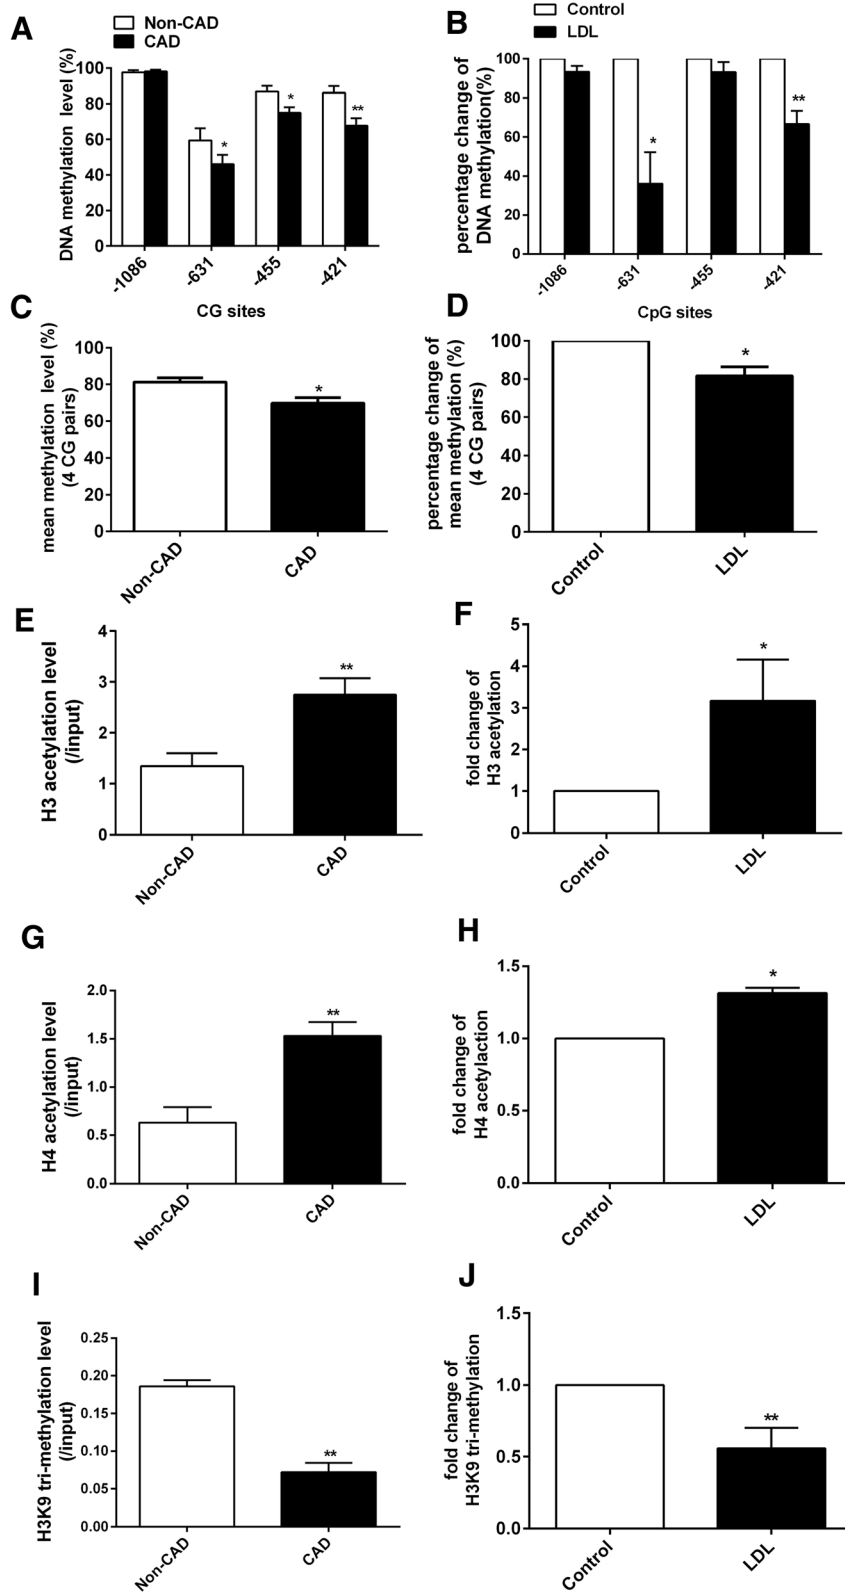 A
Non-CAD
CAD
DNA methylation level (%)
100
80
60
40
20
0
*
*
**
-1086
-631
-455
-421
CG sites
B
Control
LDL
percentage change of
DNA methylation(%)
100
80
60
40
20
0
*
**
-1086
-631
-455
-421
CpG sites
C
mean methylation level (%)
(4 CG pairs)
100
80
60
40
20
0
*
Non-CAD
CAD
D
percentage change of
mean methylation (%)
(4 CG pairs)
100
80
60
40
20
0
*
Control
LDL
E
H3 acetylation level
(/input)
4
3
2
1
0
**
Non-CAD
CAD
F
fold change of
H3 acetylation
5
4
3
2
1
0
*
Control
LDL
G
H4 acetylation level
(/input)
2.0
1.5
1.0
0.5
0.0
**
Non-CAD
CAD
H
fold change of
H4 acetylaction
1.5
1.0
0.5
0.0
*
Control
LDL
I
H3K9 tri-methylation level
(/input)
0.25
0.20
0.15
0.10
0.05
0.00
**
Non-CAD
CAD
J
fold change of
H3K9 tri-methylation
1.5
1.0
0.5
0.0
**
Control
LDL